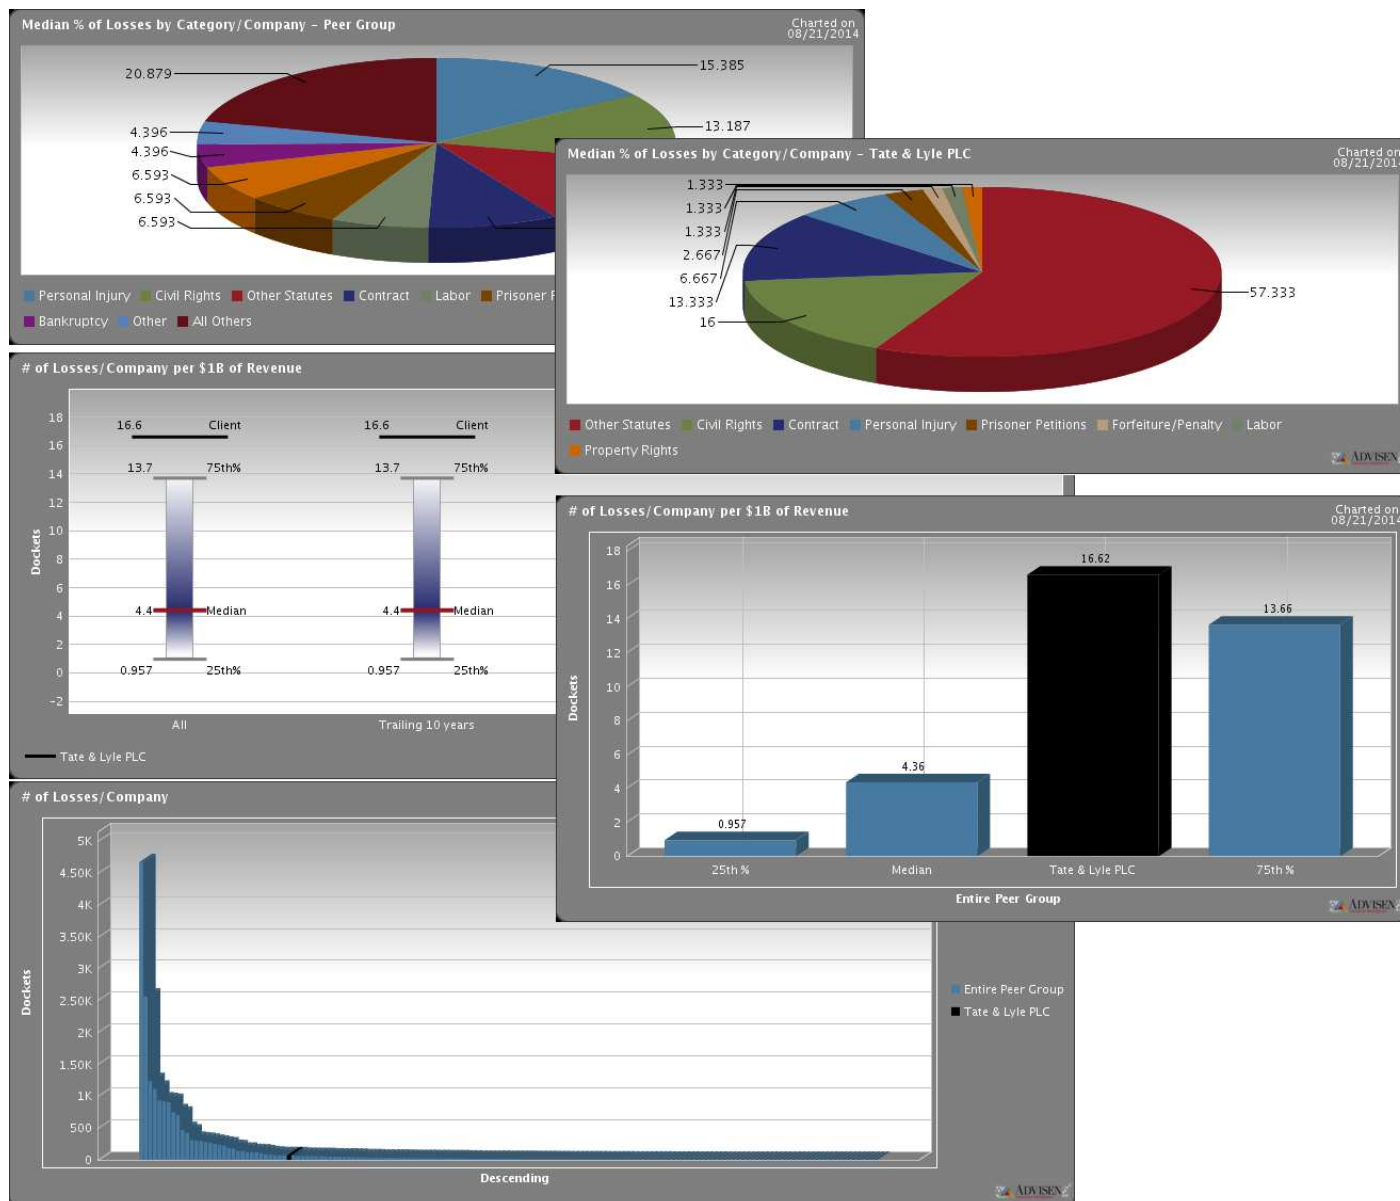 Median % of Losses by Category/Company – Peer Group
Charted on
08/21/2014
20.879
15.385
4.396
13.187
4.396
6.593
6.593
6.593
Personal Injury Civil Rights Other Statutes Contract Labor Prisoner
Bankruptcy Other All Others
Median % of Losses by Category/Company – Tate & Lyle PLC
Charted on
08/21/2014
1.333
1.333
1.333
2.667
6.667
13.333
16
57.333
Other Statutes Civil Rights Contract Personal Injury Prisoner Petitions Forfeiture/Penalty Labor
Property Rights
ADVISEN
# of Losses/Company per $1B of Revenue
Dockets
18
16
14
12
10
8
6
4
2
0
-2
16.6 Client
13.7 75th%
4.4 Median
0.957 25th%
16.6 Client
13.7 75th%
4.4 Median
0.957 25th%
All
Trailing 10 years
Tate & Lyle PLC
# of Losses/Company per $1B of Revenue
Charted on
08/21/2014
Dockets
18
16
14
12
10
8
6
4
2
0
0.957
4.36
16.62
13.66
25th %
Median
Tate & Lyle PLC
75th %
Entire Peer Group
ADVISEN
# of Losses/Company
Dockets
5K
4.50K
4K
3.50K
3K
2.50K
2K
1.50K
1K
500
0
Descending
Entire Peer Group
Tate & Lyle PLC
ADVISEN